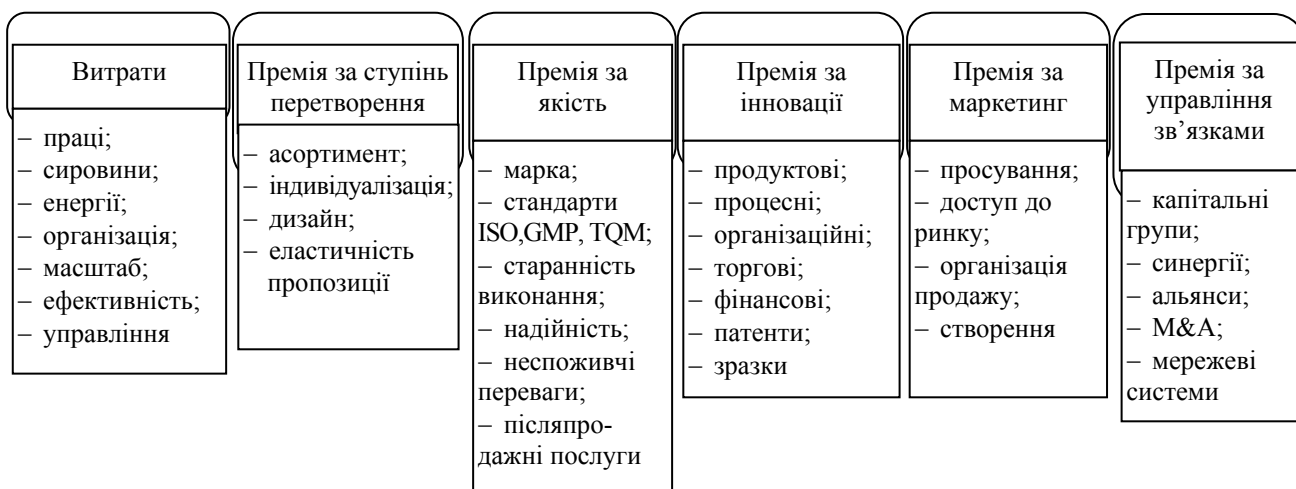 Витрати
– праці;
– сировини;
– енергії;
– організація;
– масштаб;
– ефективність;
– управління
Премія за ступінь
перетворення
– асортимент;
– індивідуалізація;
– дизайн;
– еластичність
пропозиції
Премія за
якість
– марка;
– стандарти
ISO,GMP, TQM;
– старанність
виконання;
– надійність;
– неспоживчі
переваги;
– післяпро-
дажні послуги
Премія за
інновації
– продуктові;
– процесні;
– організаційні;
– торгові;
– фінансові;
– патенти;
– зразки
Премія за
маркетинг
– просування;
– доступ до
ринку;
– організація
продажу;
– створення
Премія за
управління
зв’язками
– капітальні
групи;
– синергії;
– альянси;
– M&A;
– мережеві
системи